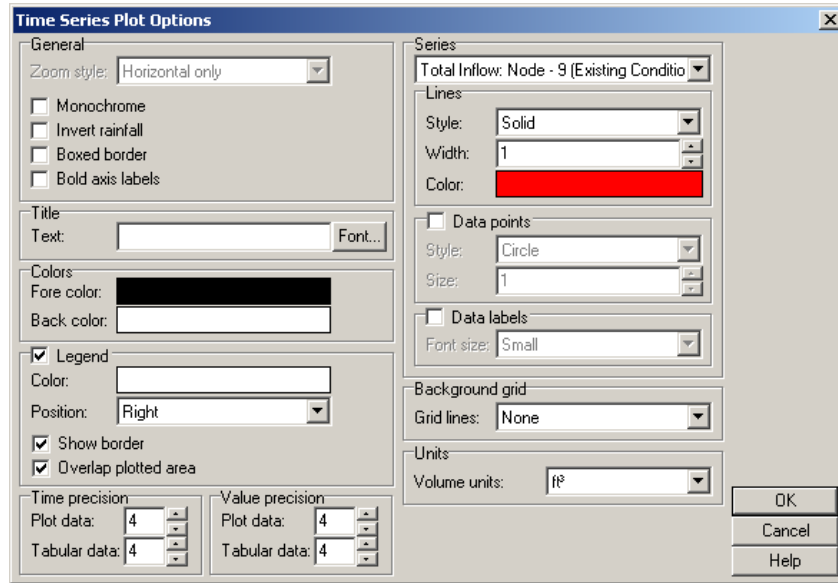 Time Series Plot Options
General
Zoom style: Horizontal only
Monochrome
Invert rainfall
Boxed border
Bold axis labels
Title
Text: Font...
Colors
Fore color:
Back color:
Legend
Color:
Position: Right
Show border
Overlap plotted area
Time precision
Plot data: 4
Tabular data: 4
Value precision
Plot data: 4
Tabular data: 4
Series
Total Inflow: Node - 9 (Existing Conditio
Lines
Style: Solid
Width: 1
Color:
Data points
Style: Circle
Size: 1
Data labels
Font size: Small
Background grid
Grid lines: None
Units
Volume units: ft³
OK
Cancel
Help